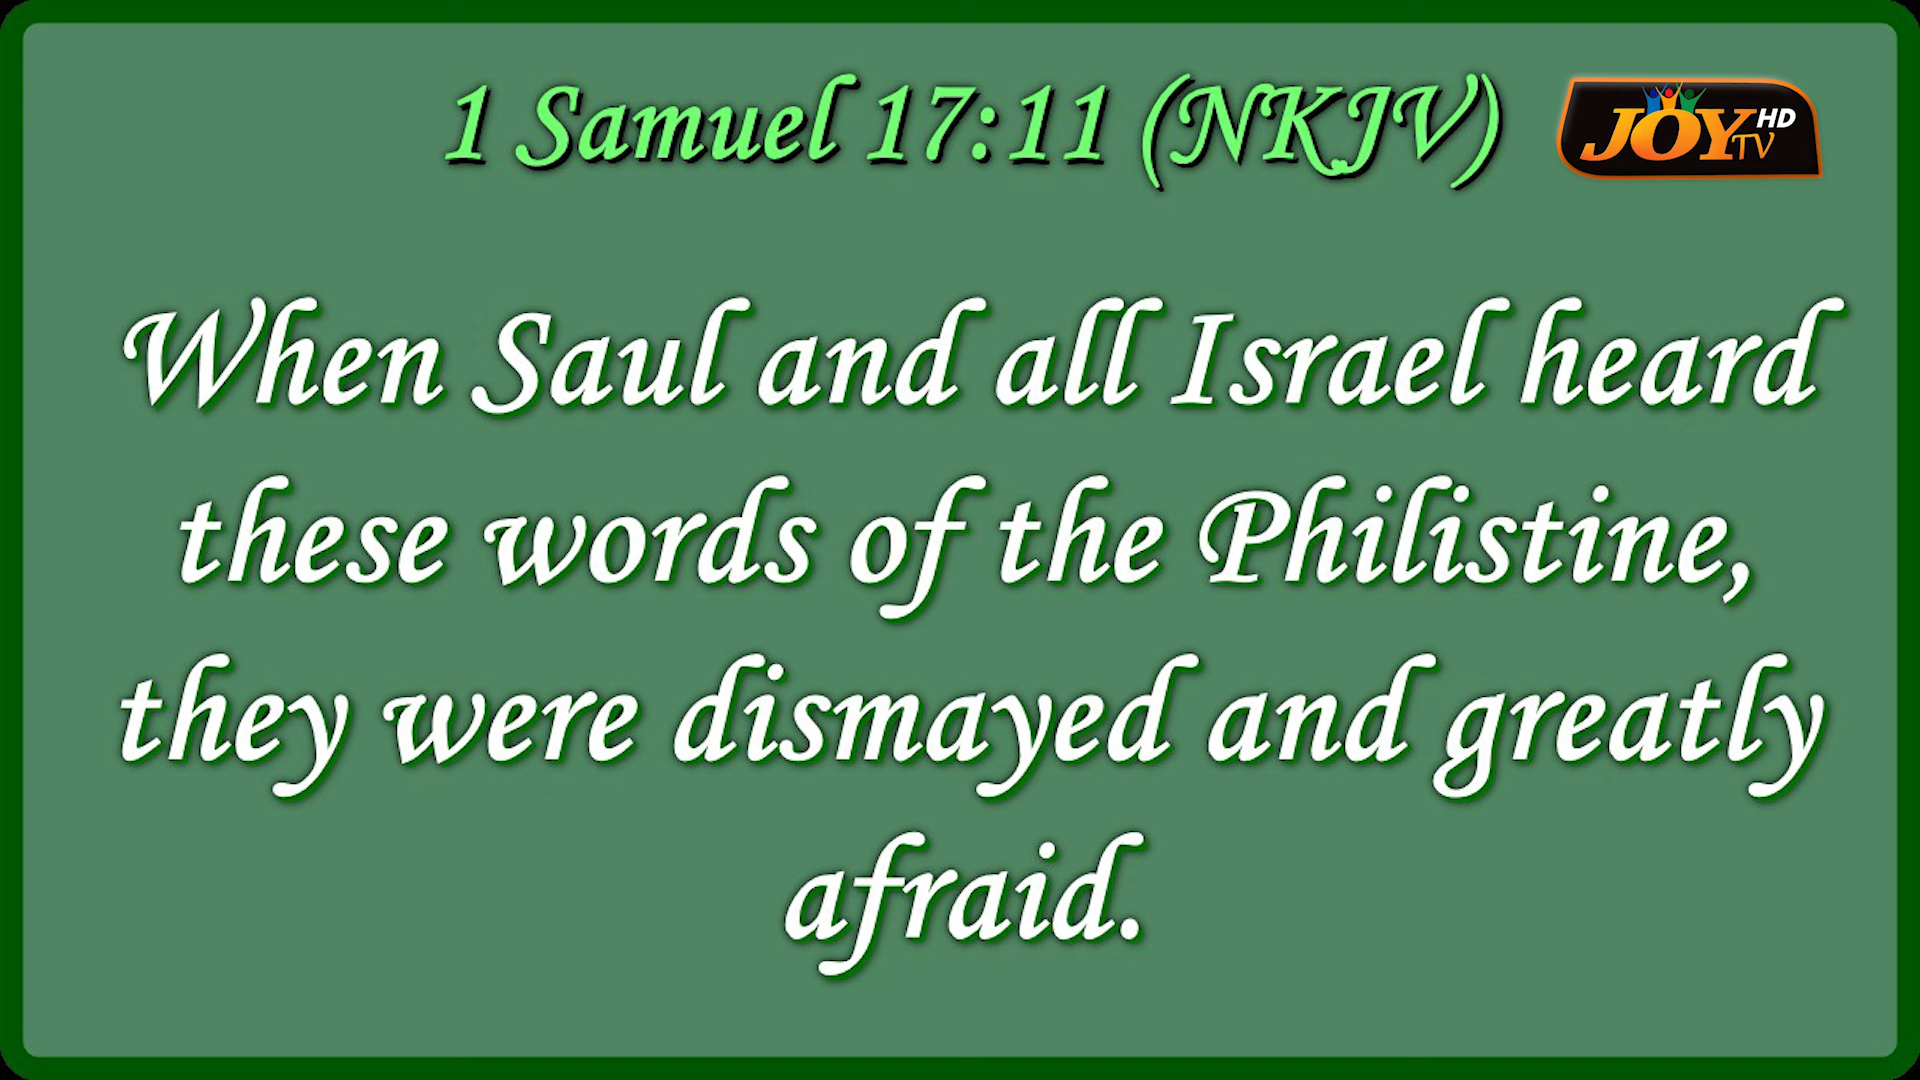 1 Samuel 17:11 (NKJV)
JOY TV HD
When Saul and all Israel heard
these words of the Philistine,
they were dismayed and greatly
afraid.